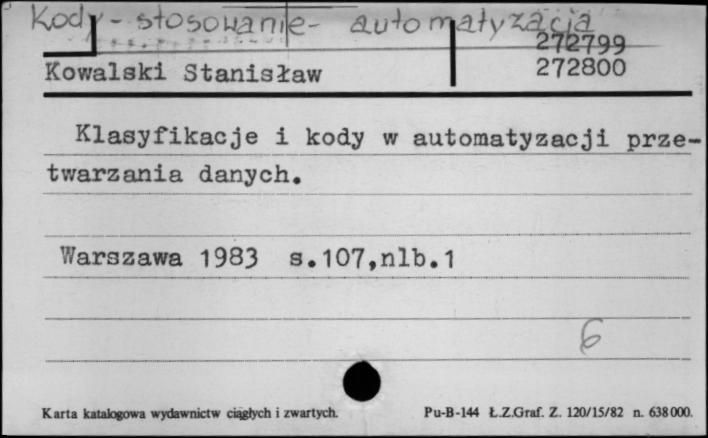 Kody - stosowanie - automatyzacja
272799
Kowalski Stanisław 272800
Klasyfikacje i kody w automatyzacji prze-
twarzania danych.
Warszawa 1983 s.107,nlb.1
6
Karta katalogowa wydawnictw ciągłych i zwartych. Pu-B-144 Ł.Z.Graf. Z. 120/15/82 n. 638000.